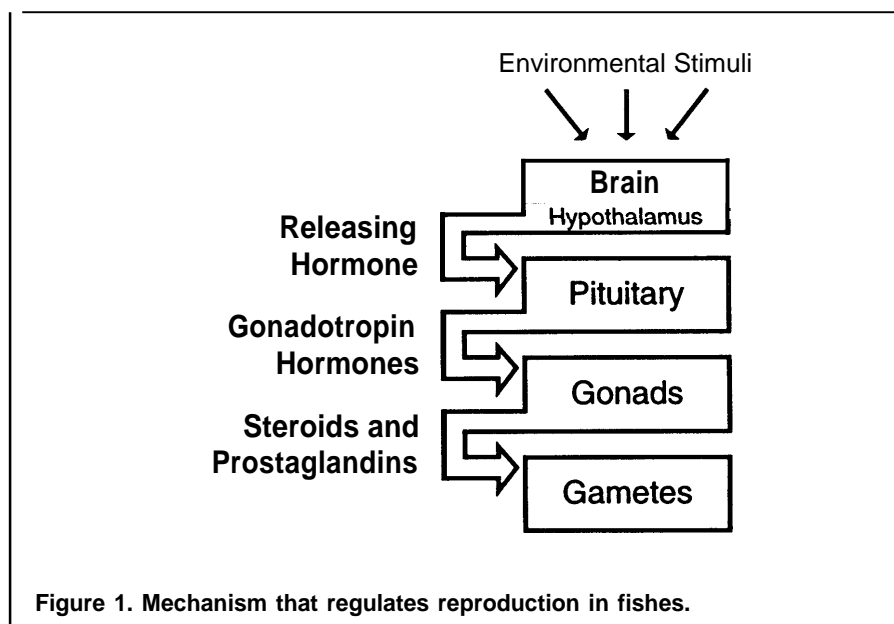 Environmental Stimuli
Brain
Hypothalamus
Releasing
Hormone
Pituitary
Gonadotropin
Hormones
Gonads
Steroids and
Prostaglandins
Gametes
Figure 1. Mechanism that regulates reproduction in fishes.